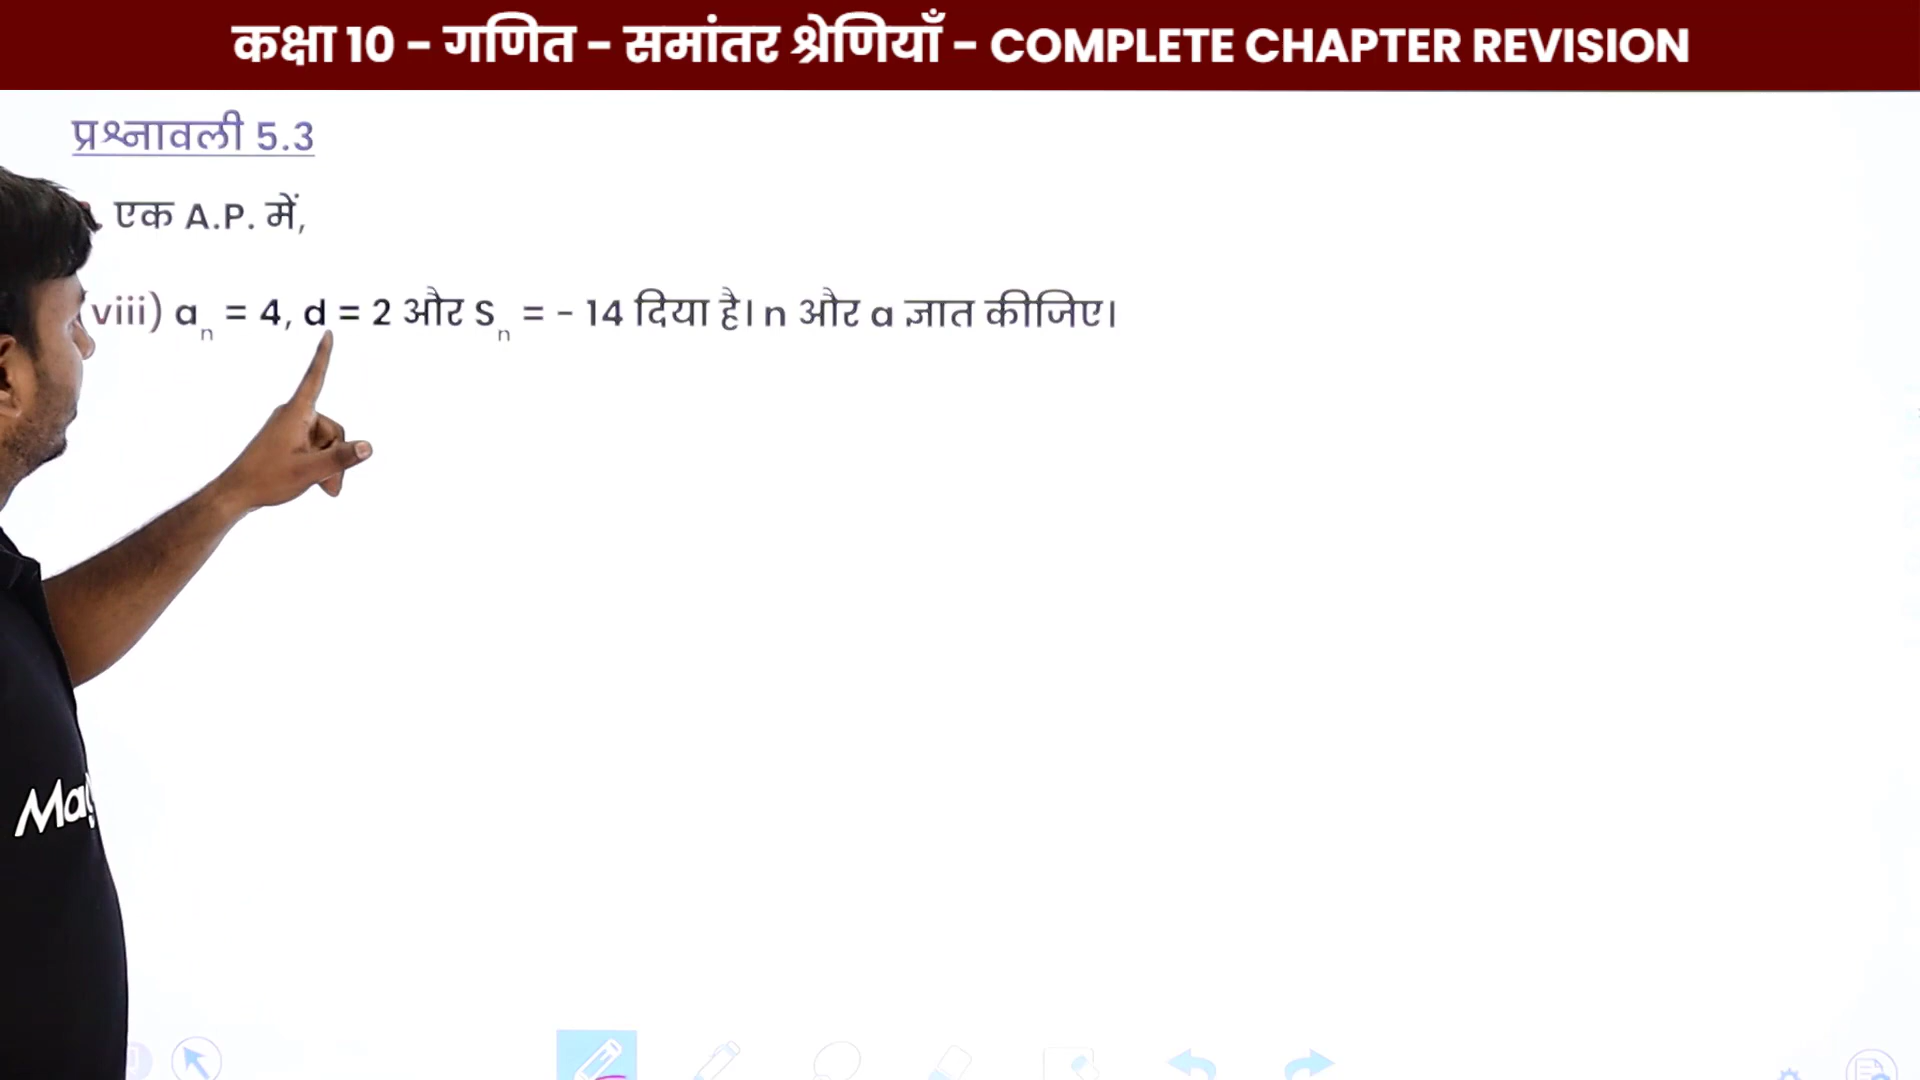 कक्षा 10 - गणित - समांतर श्रेणियाँ - COMPLETE CHAPTER REVISION
प्रश्नावली 5.3
एक A.P. में,
(viii) aₙ = 4, d = 2 और Sₙ = - 14 दिया है। n और a ज्ञात कीजिए।